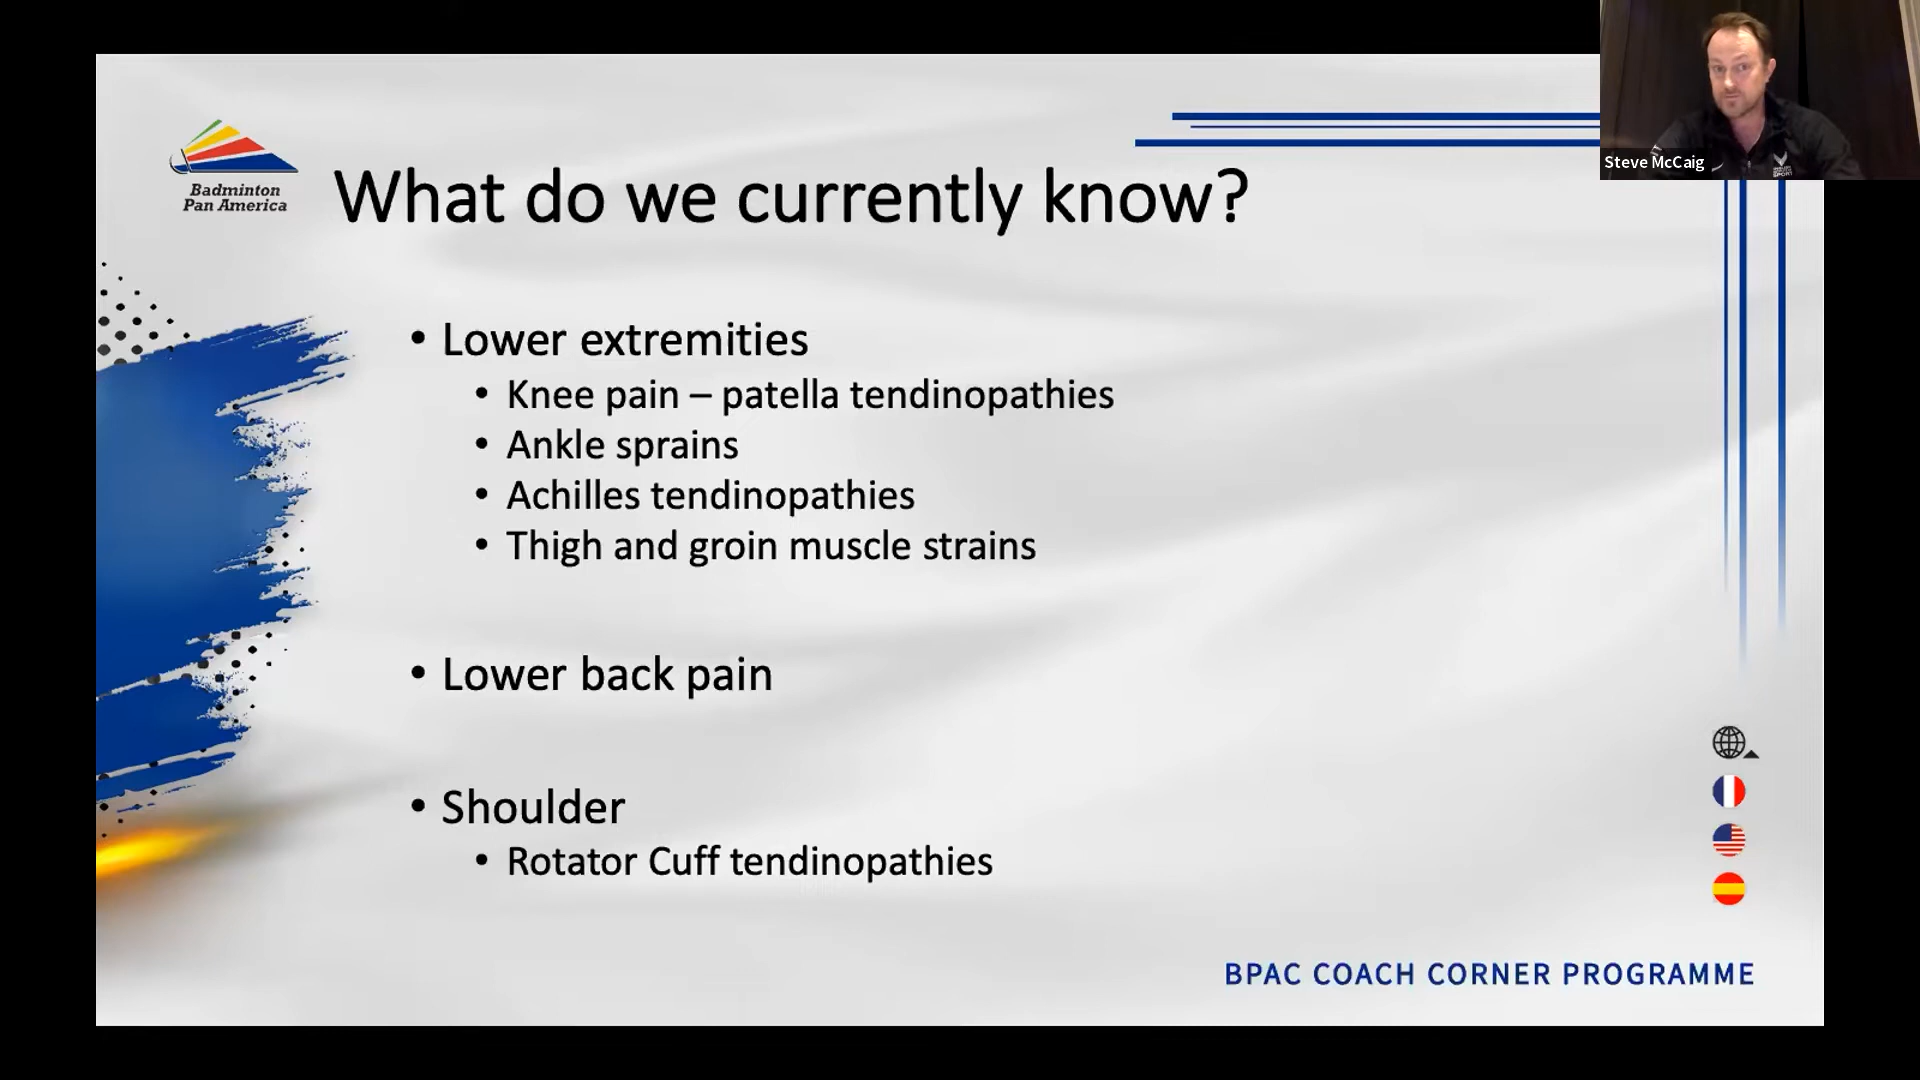 Steve McCaig
Badminton
Pan America
What do we currently know?
• Lower extremities
• Knee pain – patella tendinopathies
• Ankle sprains
• Achilles tendinopathies
• Thigh and groin muscle strains
• Lower back pain
• Shoulder
• Rotator Cuff tendinopathies
BPAC COACH CORNER PROGRAMME